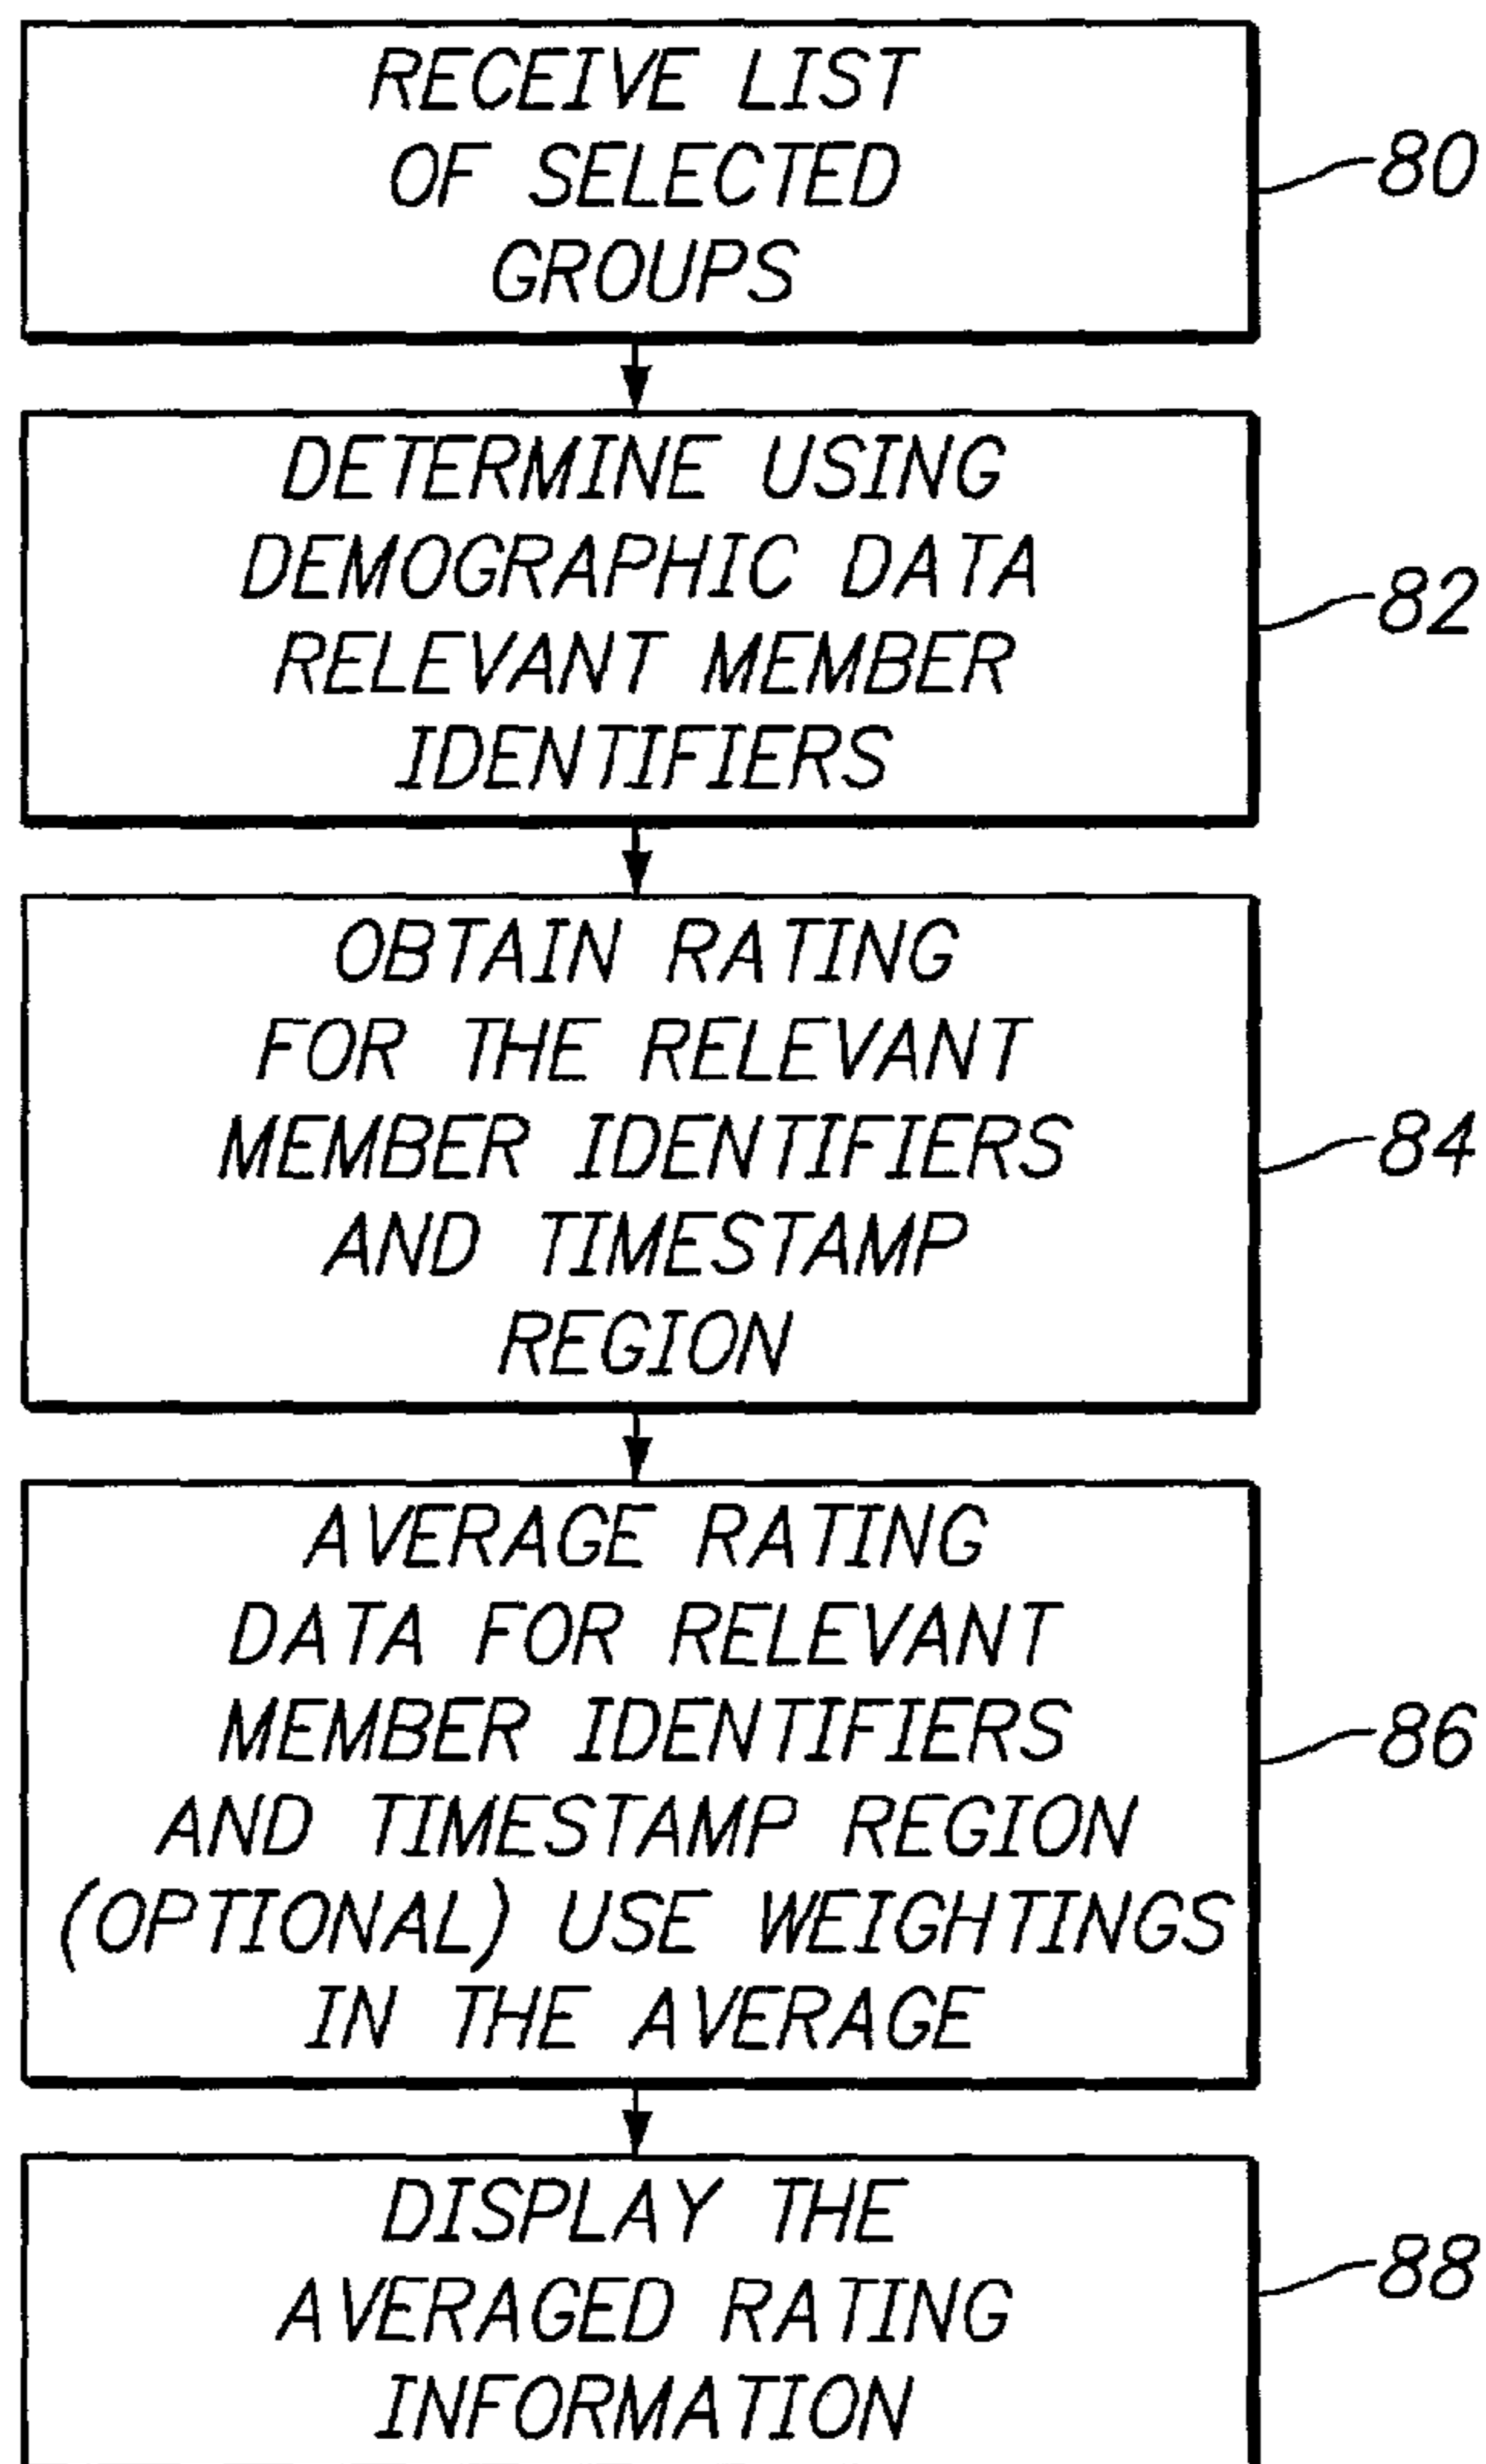 RECEIVE LIST
OF SELECTED
GROUPS
80
DETERMINE USING
DEMOGRAPHIC DATA
RELEVANT MEMBER
IDENTIFIERS
82
OBTAIN RATING
FOR THE RELEVANT
MEMBER IDENTIFIERS
AND TIMESTAMP
REGION
84
AVERAGE RATING
DATA FOR RELEVANT
MEMBER IDENTIFIERS
AND TIMESTAMP REGION
(OPTIONAL) USE WEIGHTINGS
IN THE AVERAGE
86
DISPLAY THE
AVERAGED RATING
INFORMATION
88